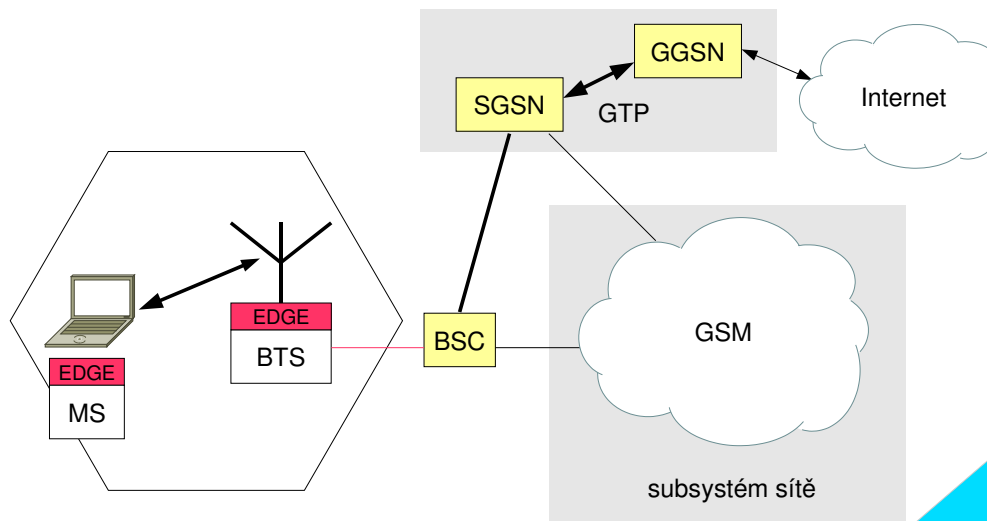 GGSN
SGSN
GTP
Internet
EDGE
BTS
BSC
GSM
EDGE
MS
subsystém sítě